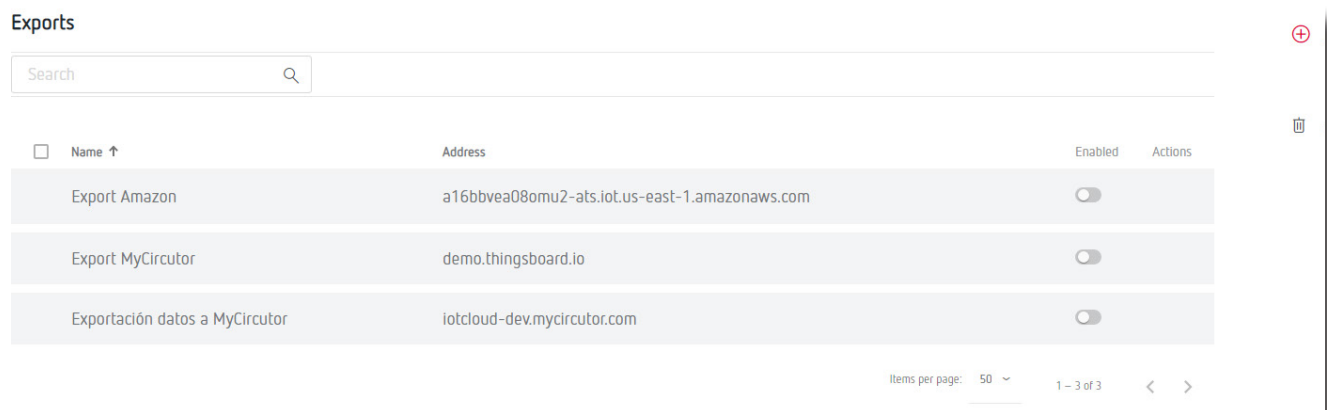 Exports
Search
Name ↑ Address Enabled Actions
Export Amazon a16bbvea08omu2-ats.iot.us-east-1.amazonaws.com
Export MyCircutor demo.thingsboard.io
Exportación datos a MyCircutor iotcloud-dev.mycircutor.com
Items per page: 50 1 – 3 of 3